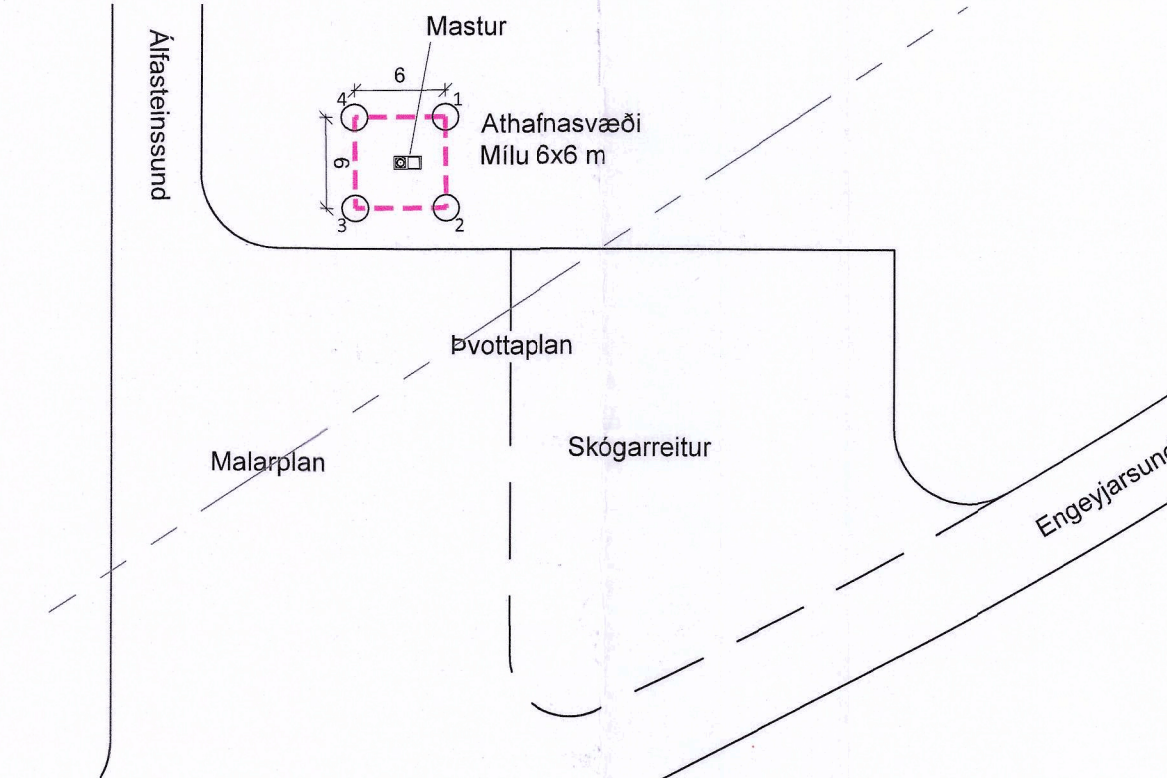 Mastur
Álfasteinssund
6
4
1
Athafnasvæði
Mílu 6x6 m
6
3
2
Þvottaplan
Skógarreitur
Malarplan
Engeyjarsund